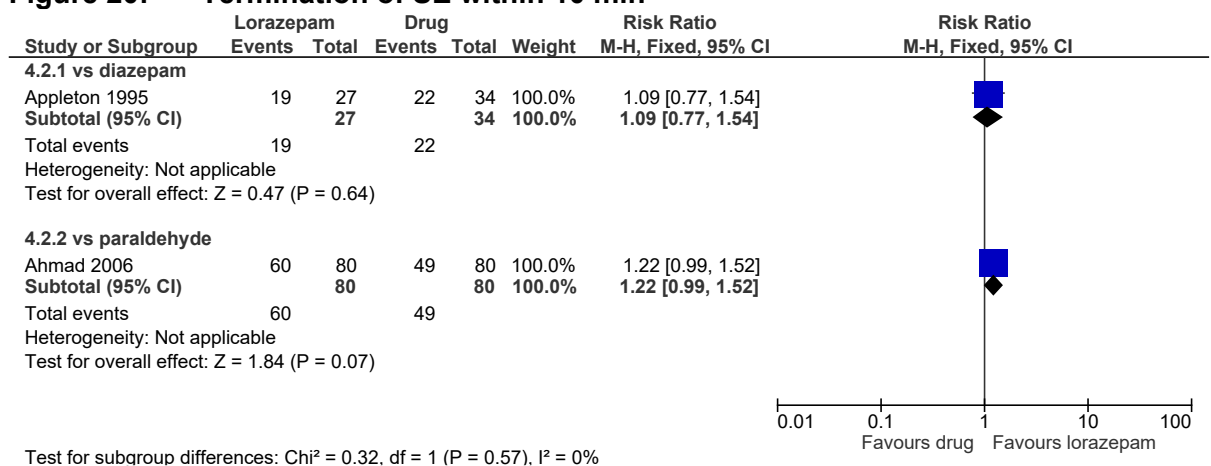 Lorazepam Drug Risk Ratio Risk Ratio
Study or Subgroup Events Total Events Total Weight M-H, Fixed, 95% CI M-H, Fixed, 95% CI
4.2.1 vs diazepam
Appleton 1995 19 27 22 34 100.0% 1.09 [0.77, 1.54]
Subtotal (95% CI) 27 34 100.0% 1.09 [0.77, 1.54]
Total events 19 22
Heterogeneity: Not applicable
Test for overall effect: Z = 0.47 (P = 0.64)
4.2.2 vs paraldehyde
Ahmad 2006 60 80 49 80 100.0% 1.22 [0.99, 1.52]
Subtotal (95% CI) 80 80 100.0% 1.22 [0.99, 1.52]
Total events 60 49
Heterogeneity: Not applicable
Test for overall effect: Z = 1.84 (P = 0.07)
0.01 0.1 1 10 100
Favours drug Favours lorazepam
Test for subgroup differences: Chi² = 0.32, df = 1 (P = 0.57), I² = 0%